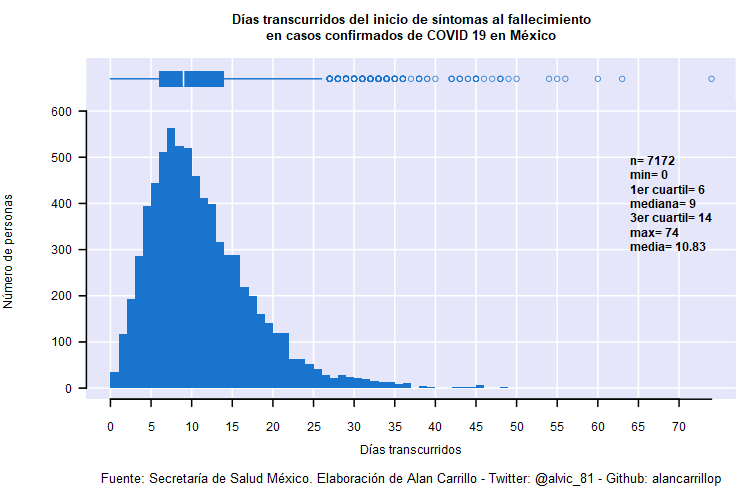 Días transcurridos del inicio de síntomas al fallecimiento
en casos confirmados de COVID 19 en México
Número de personas
600
500
400
300
200
100
0
n= 7172
min= 0
1er cuartil= 6
mediana= 9
3er cuartil= 14
max= 74
media= 10.83
0 5 10 15 20 25 30 35 40 45 50 55 60 65 70
Días transcurridos
Fuente: Secretaría de Salud México. Elaboración de Alan Carrillo - Twitter: @alvic_81 - Github: alancarrillop